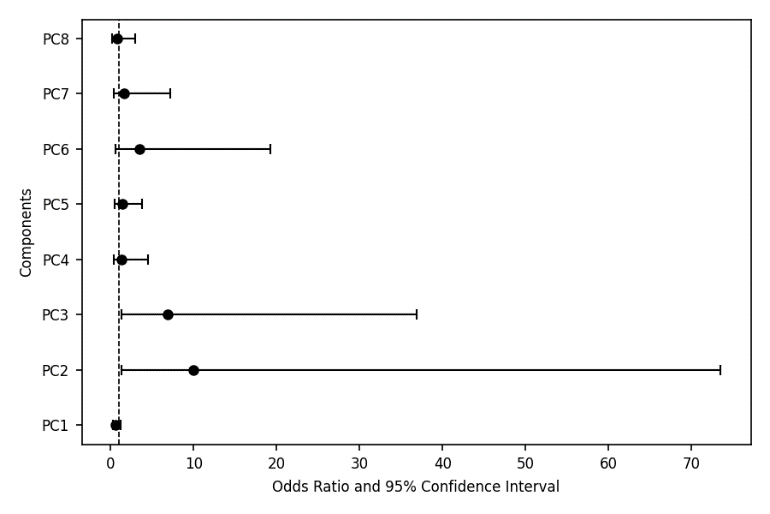 PC8
PC7
PC6
PC5
PC4
PC3
PC2
PC1
Components
0 10 20 30 40 50 60 70
Odds Ratio and 95% Confidence Interval